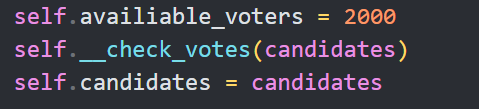 self.availiable_voters = 2000
self.__check_votes(candidates)
self.candidates = candidates